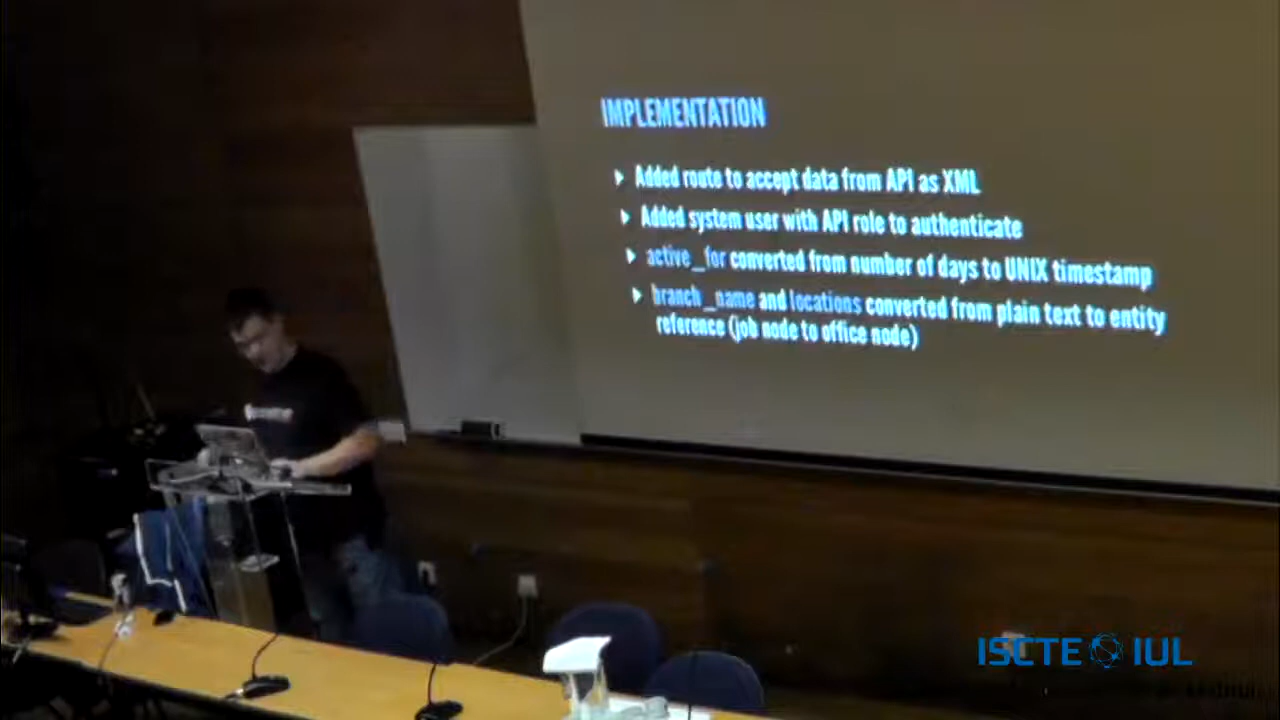 IMPLEMENTATION
Added route to accept data from API as XML
Added system user with API role to authenticate
active_for converted from number of days to UNIX timestamp
branch_name and locations converted from plain text to entity
reference (job node to office node)
ISCTE IUL